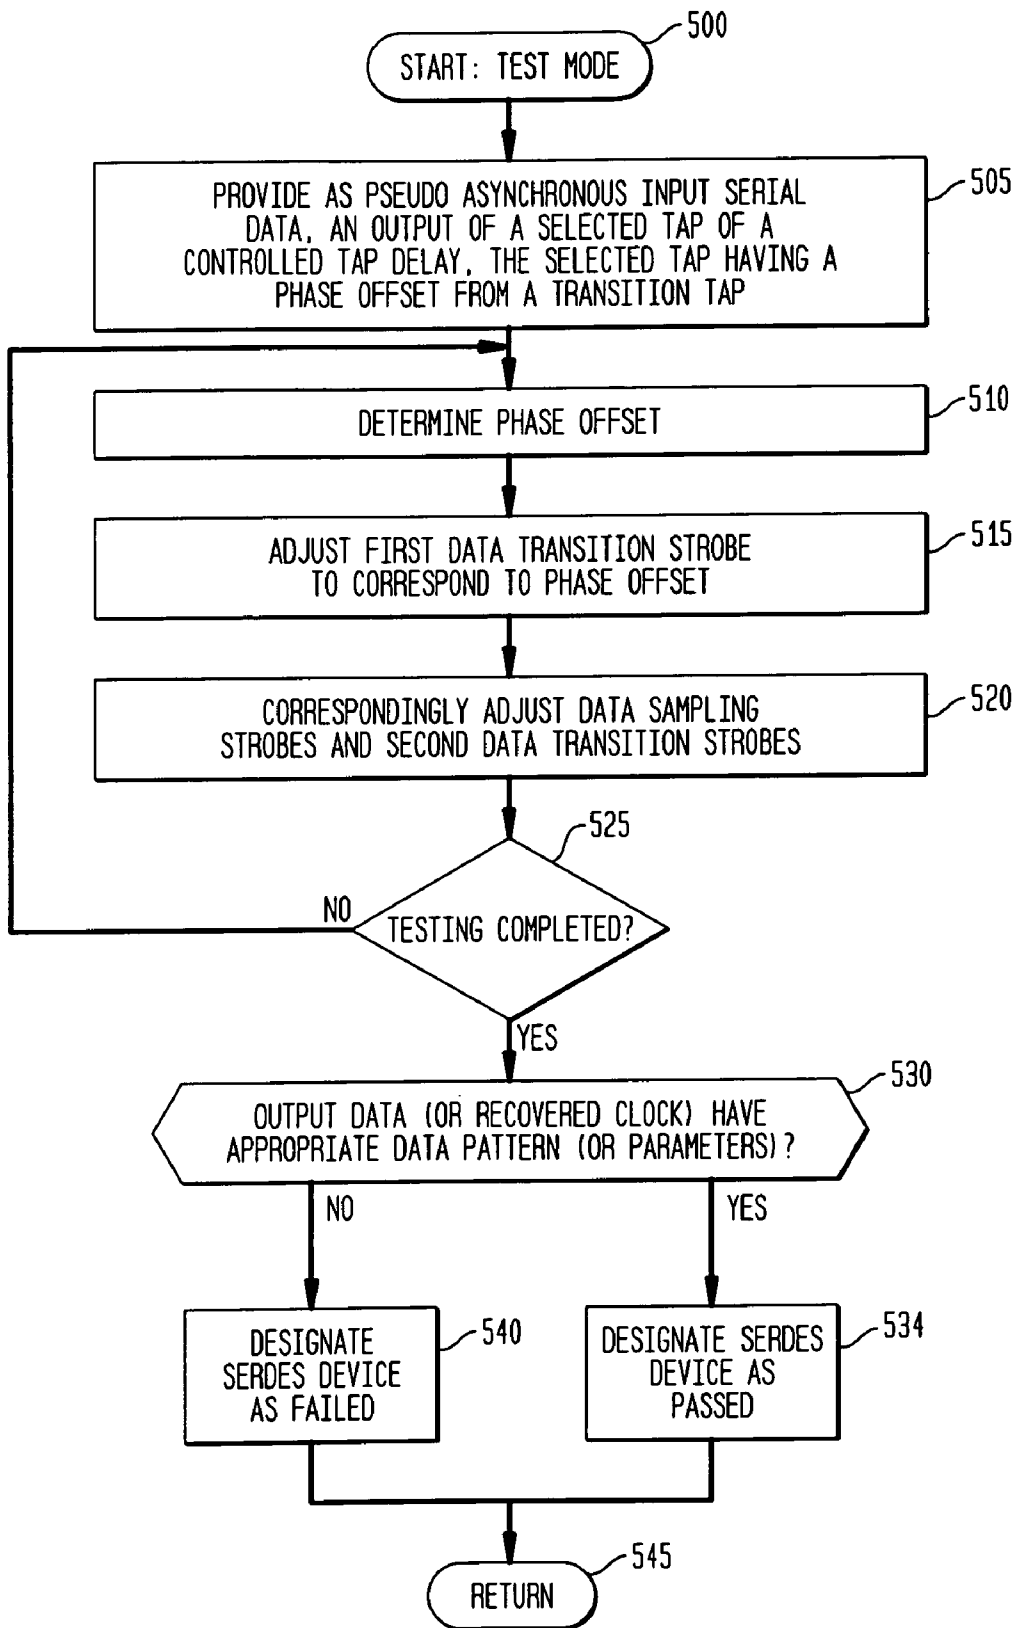 500
START: TEST MODE
505
PROVIDE AS PSEUDO ASYNCHRONOUS INPUT SERIAL
DATA, AN OUTPUT OF A SELECTED TAP OF A
CONTROLLED TAP DELAY, THE SELECTED TAP HAVING A
PHASE OFFSET FROM A TRANSITION TAP
510
DETERMINE PHASE OFFSET
515
ADJUST FIRST DATA TRANSITION STROBE
TO CORRESPOND TO PHASE OFFSET
520
CORRESPONDINGLY ADJUST DATA SAMPLING
STROBES AND SECOND DATA TRANSITION STROBES
525
NO
TESTING COMPLETED?
YES
530
OUTPUT DATA (OR RECOVERED CLOCK) HAVE
APPROPRIATE DATA PATTERN (OR PARAMETERS)?
NO
YES
540
DESIGNATE
SERDES DEVICE
AS FAILED
534
DESIGNATE SERDES
DEVICE AS
PASSED
545
RETURN